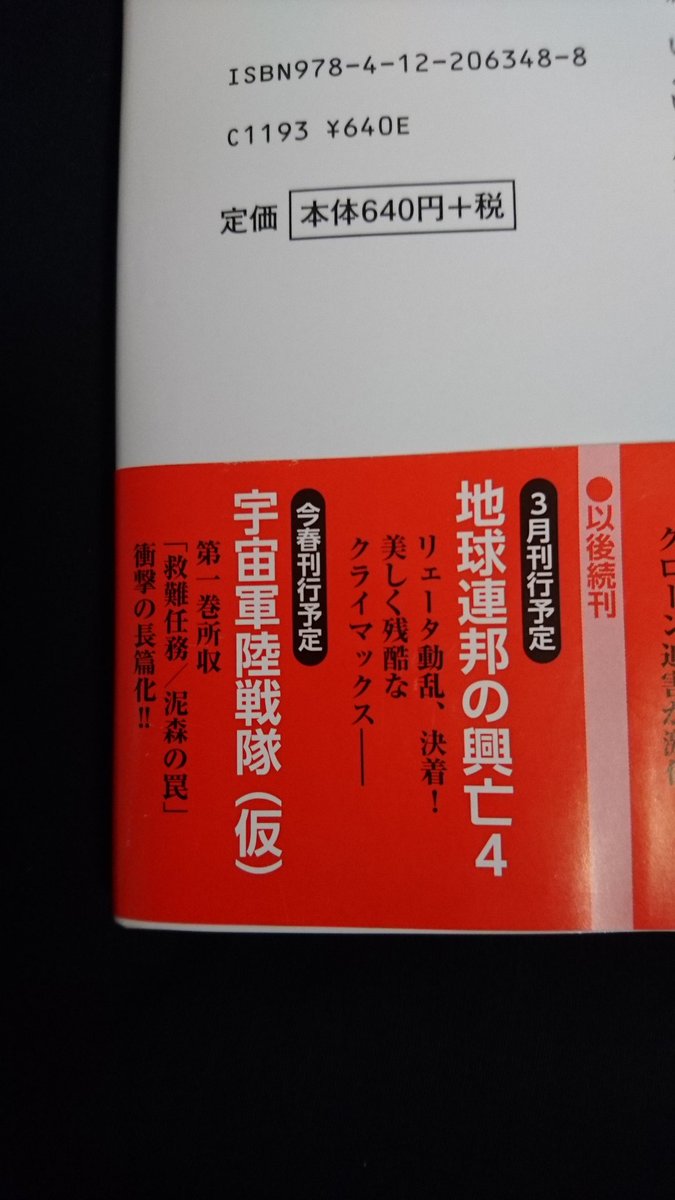 ISBN978-4-12-206348-8
C1193 ¥640E
定価 本体640円+税
●以後続刊
3月刊行予定
地球連邦の興亡4
リェータ動乱、決着!
美しく残酷な
クライマックス──
今春刊行予定
宇宙軍陸戦隊(仮)
第一巻所収
「救難任務/泥森の罠」
衝撃の長篇化!!